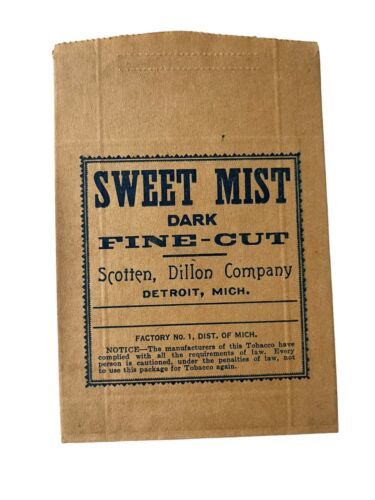 SWEET MIST
DARK
FINE-CUT
Scotten, Dillon Company
DETROIT, MICH.
FACTORY No. 1, DIST. OF MICH.
NOTICE—The manufacturers of this Tobacco have
complied with all the requirements of law. Every
person is cautioned, under the penalties of law, not
to use this package for Tobacco again.